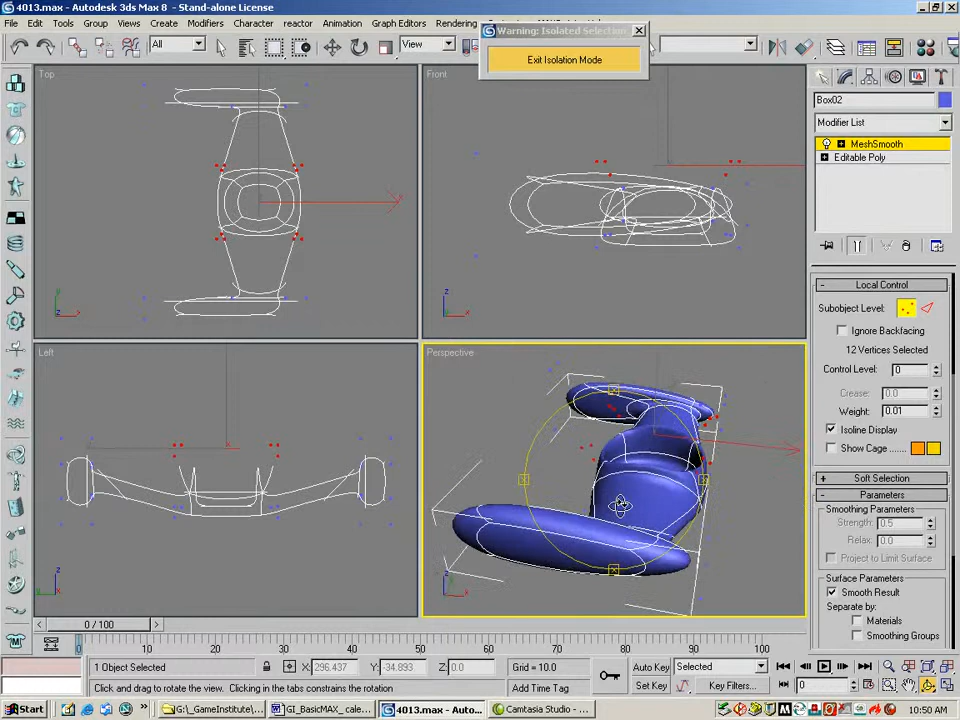 4013.max - Autodesk 3ds Max 8 - Stand-alone License
File Edit Tools Group Views Create Modifiers Character reactor Animation Graph Editors Rendering
Warning: Isolated Selection
Exit Isolation Mode
All
View
Top
Front
Left
Perspective
Box02
Modifier List
MeshSmooth
Editable Poly
- Local Control
Subobject Level:
Ignore Backfacing
12 Vertices Selected
Control Level: 0
Crease: 0.0
Weight: 0.01
Isoline Display
Show Cage
+ Soft Selection
- Parameters
Smoothing Parameters
Strength: 0.5
Relax: 0.0
Project to Limit Surface
Surface Parameters
Smooth Result
Separate by:
Materials
Smoothing Groups
0 / 100
0 10 20 30 40 50 60 70 80 90 100
1 Object Selected
X: 296.437 Y: -34.893 Z: 0.0
Grid = 10.0
Auto Key Selected
Click and drag to rotate the view. Clicking in the tabs constrains the rotation
Add Time Tag
Set Key Key Filters...
0
Start
G:\_GameInstitute\...
GI_BasicMAX_ cale...
4013.max - Auto...
Camtasia Studio - ...
10:50 AM